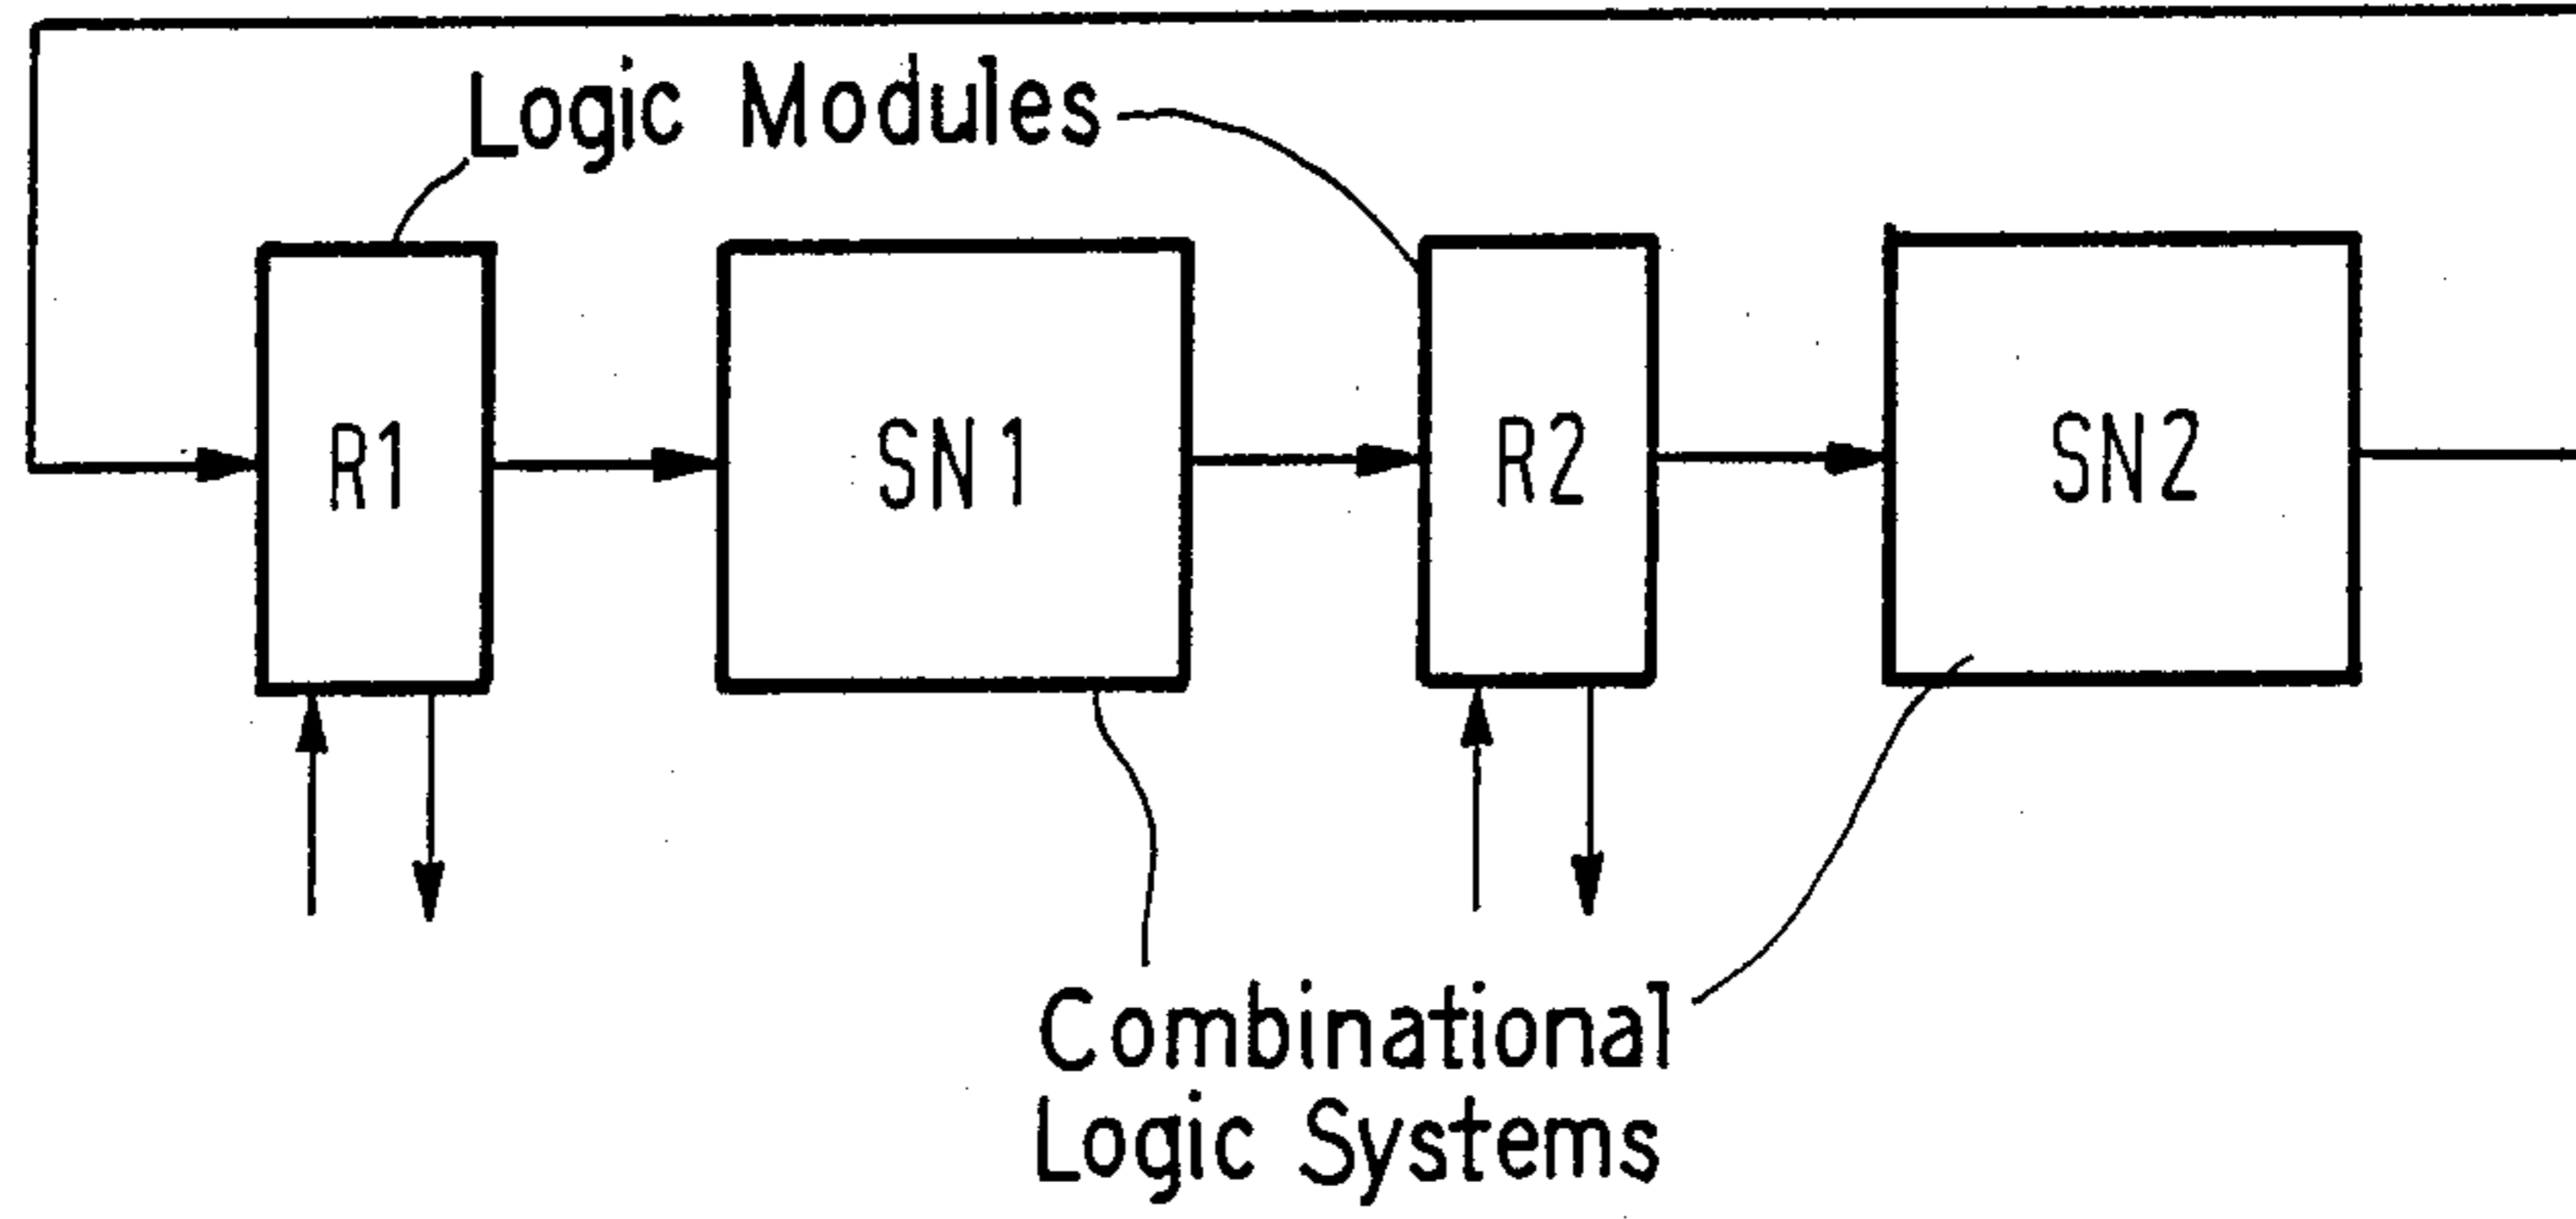 Logic Modules
R1
SN1
R2
SN2
Combinational
Logic Systems